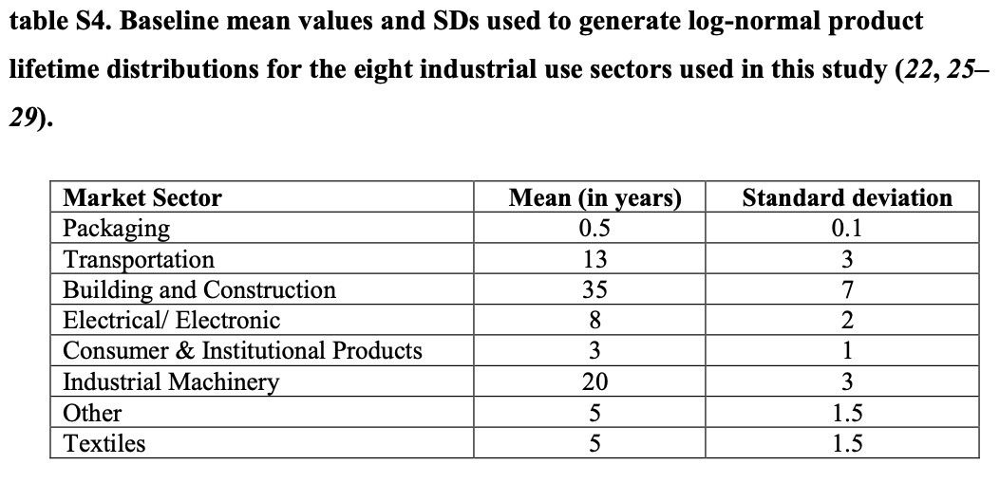 table S4. Baseline mean values and SDs used to generate log-normal product
lifetime distributions for the eight industrial use sectors used in this study (22, 25–
29).
Market Sector Mean (in years) Standard deviation
Packaging 0.5 0.1
Transportation 13 3
Building and Construction 35 7
Electrical/ Electronic 8 2
Consumer & Institutional Products 3 1
Industrial Machinery 20 3
Other 5 1.5
Textiles 5 1.5